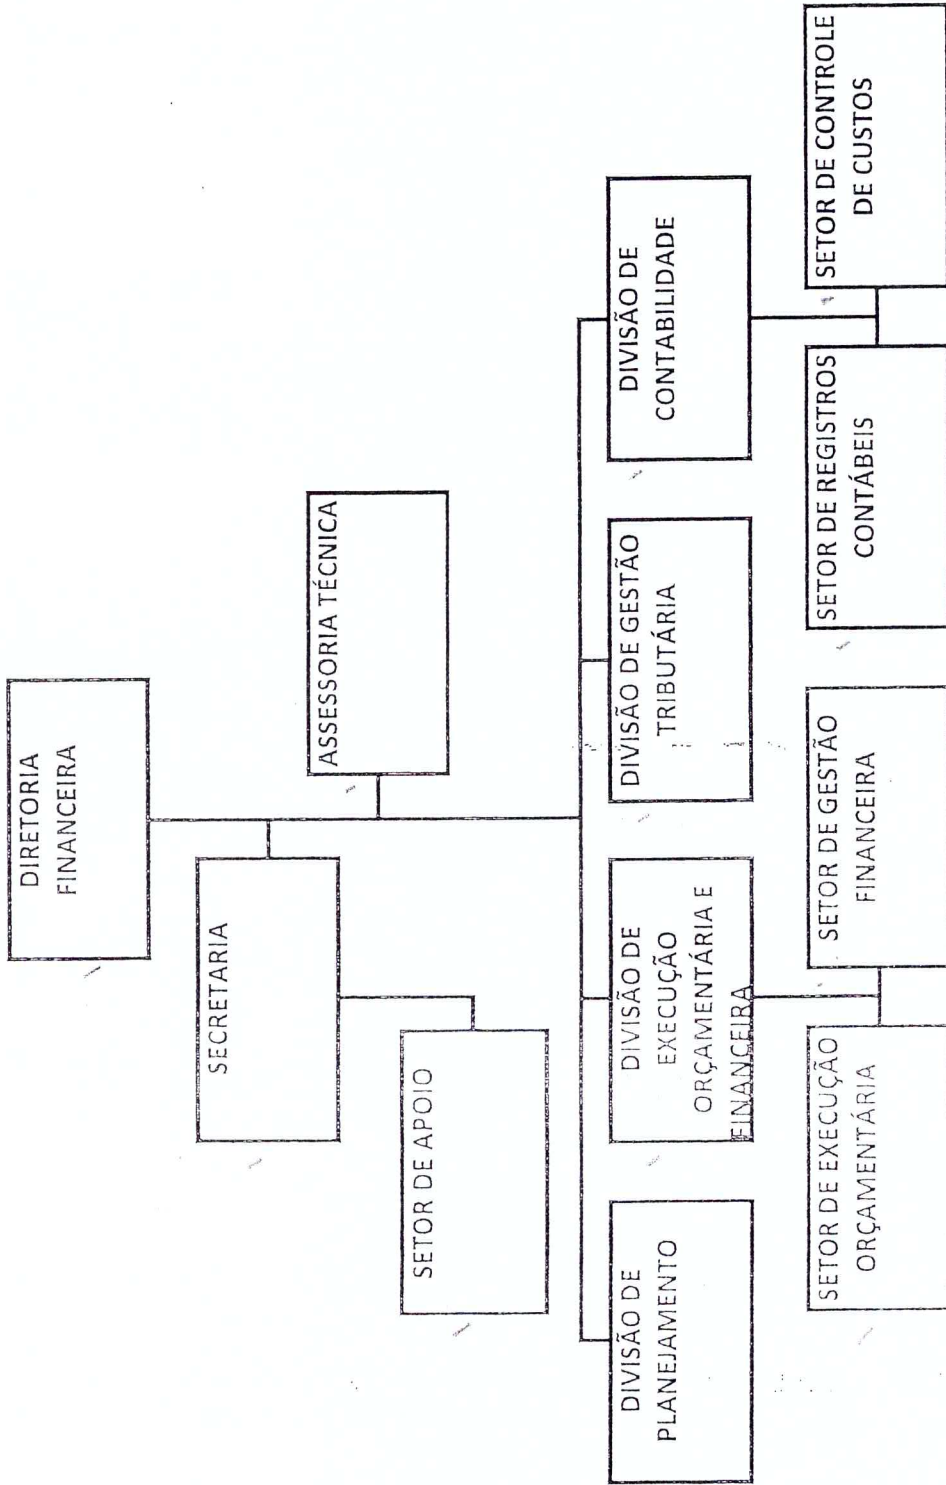 DIRETORIA
FINANCEIRA
SECRETARIA
ASSESSORIA TÉCNICA
SETOR DE APOIO
DIVISÃO DE
PLANEJAMENTO
DIVISÃO DE
EXECUÇÃO
ORÇAMENTÁRIA E
FINANCEIRA
DIVISÃO DE GESTÃO
TRIBUTÁRIA
DIVISÃO DE
CONTABILIDADE
SETOR DE EXECUÇÃO
ORÇAMENTÁRIA
SETOR DE GESTÃO
FINANCEIRA
SETOR DE REGISTROS
CONTÁBEIS
SETOR DE CONTROLE
DE CUSTOS